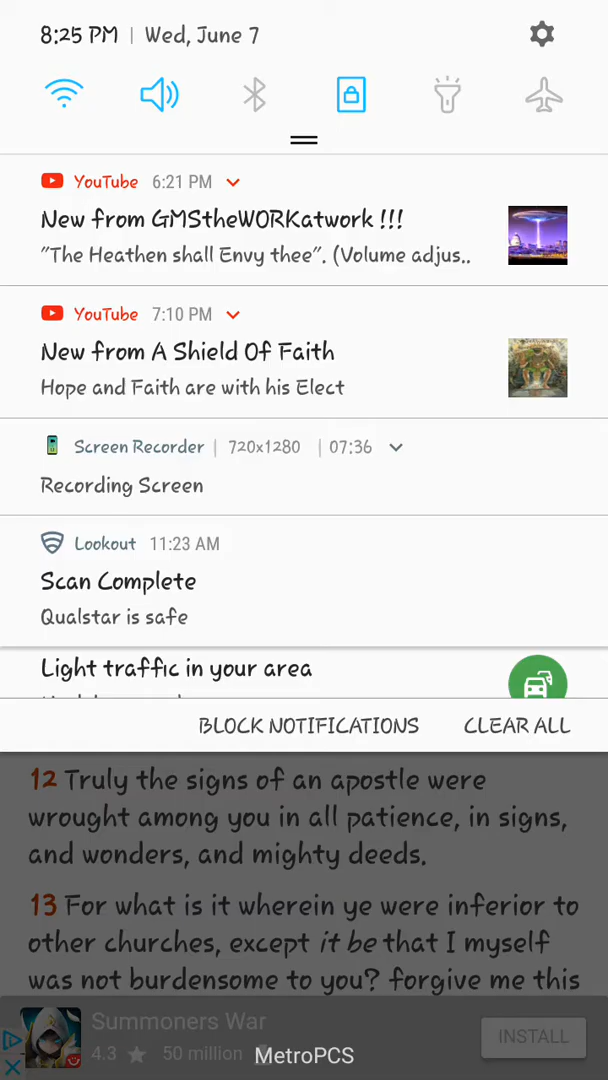 8:25 PM | Wed, June 7
YouTube 6:21 PM
New from GMStheWORKatwork !!!
"The Heathen shall Envy thee". (Volume adjus..
YouTube 7:10 PM
New from A Shield Of Faith
Hope and Faith are with his Elect
Screen Recorder | 720x1280 | 07:36
Recording Screen
Lookout 11:23 AM
Scan Complete
Qualstar is safe
Light traffic in your area
BLOCK NOTIFICATIONS CLEAR ALL
12 Truly the signs of an apostle were
wrought among you in all patience, in signs,
and wonders, and mighty deeds.
13 For what is it wherein ye were inferior to
other churches, except it be that I myself
was not burdensome to you? forgive me this
Summoners War
4.3 ★ 50 million
INSTALL
MetroPCS